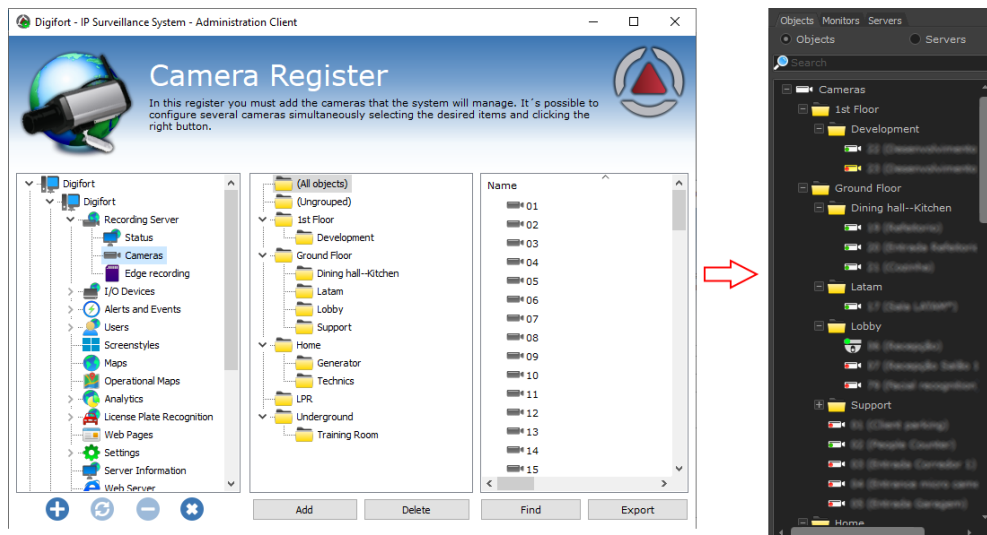 Digifort - IP Surveillance System - Administration Client
Camera Register
In this register you must add the cameras that the system will manage. It´s possible to
configure several cameras simultaneously selecting the desired items and clicking the
right button.
Digifort
Digifort
Recording Server
Status
Cameras
Edge recording
I/O Devices
Alerts and Events
Users
Screenstyles
Maps
Operational Maps
Analytics
License Plate Recognition
Web Pages
Settings
Server Information
Web Server
(All objects)
(Ungrouped)
1st Floor
Development
Ground Floor
Dining hall--Kitchen
Latam
Lobby
Support
Home
Generator
Technics
LPR
Underground
Training Room
Name
01
02
03
04
05
06
07
08
09
10
11
12
13
14
15
Add
Delete
Find
Export
Objects Monitors Servers
Objects Servers
Search
Cameras
1st Floor
Development
Ground Floor
Dining hall--Kitchen
Latam
Lobby
Support
Home